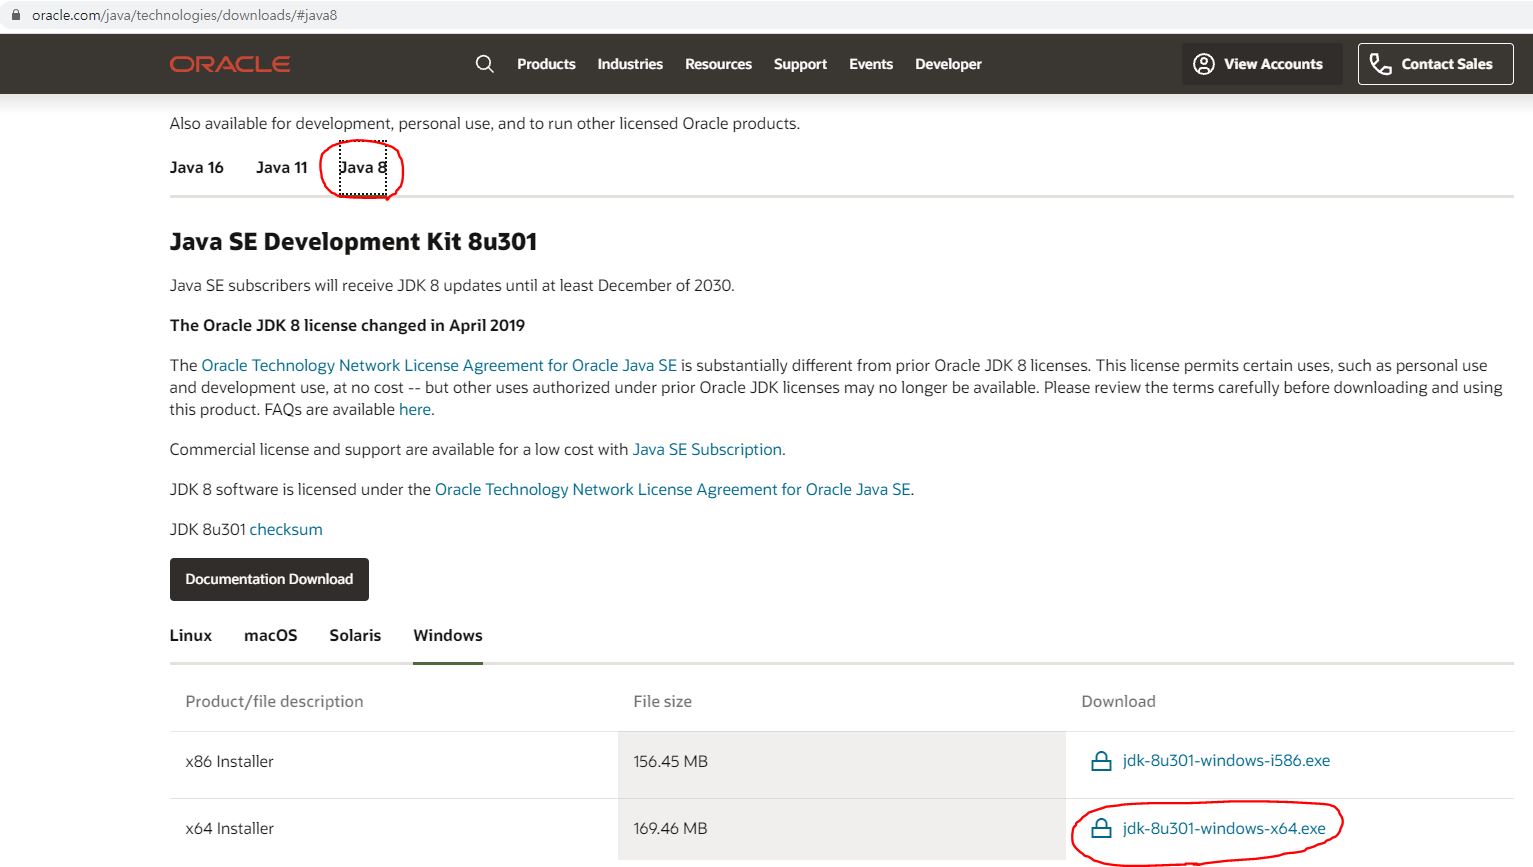 oracle.com/java/technologies/downloads/#java8
ORACLE Products Industries Resources Support Events Developer View Accounts Contact Sales
Also available for development, personal use, and to run other licensed Oracle products.
Java 16 Java 11 Java 8
Java SE Development Kit 8u301
Java SE subscribers will receive JDK 8 updates until at least December of 2030.
The Oracle JDK 8 license changed in April 2019
The Oracle Technology Network License Agreement for Oracle Java SE is substantially different from prior Oracle JDK 8 licenses. This license permits certain uses, such as personal use
and development use, at no cost -- but other uses authorized under prior Oracle JDK licenses may no longer be available. Please review the terms carefully before downloading and using
this product. FAQs are available here.
Commercial license and support are available for a low cost with Java SE Subscription.
JDK 8 software is licensed under the Oracle Technology Network License Agreement for Oracle Java SE.
JDK 8u301 checksum
Documentation Download
Linux macOS Solaris Windows
Product/file description File size Download
x86 Installer 156.45 MB jdk-8u301-windows-i586.exe
x64 Installer 169.46 MB jdk-8u301-windows-x64.exe